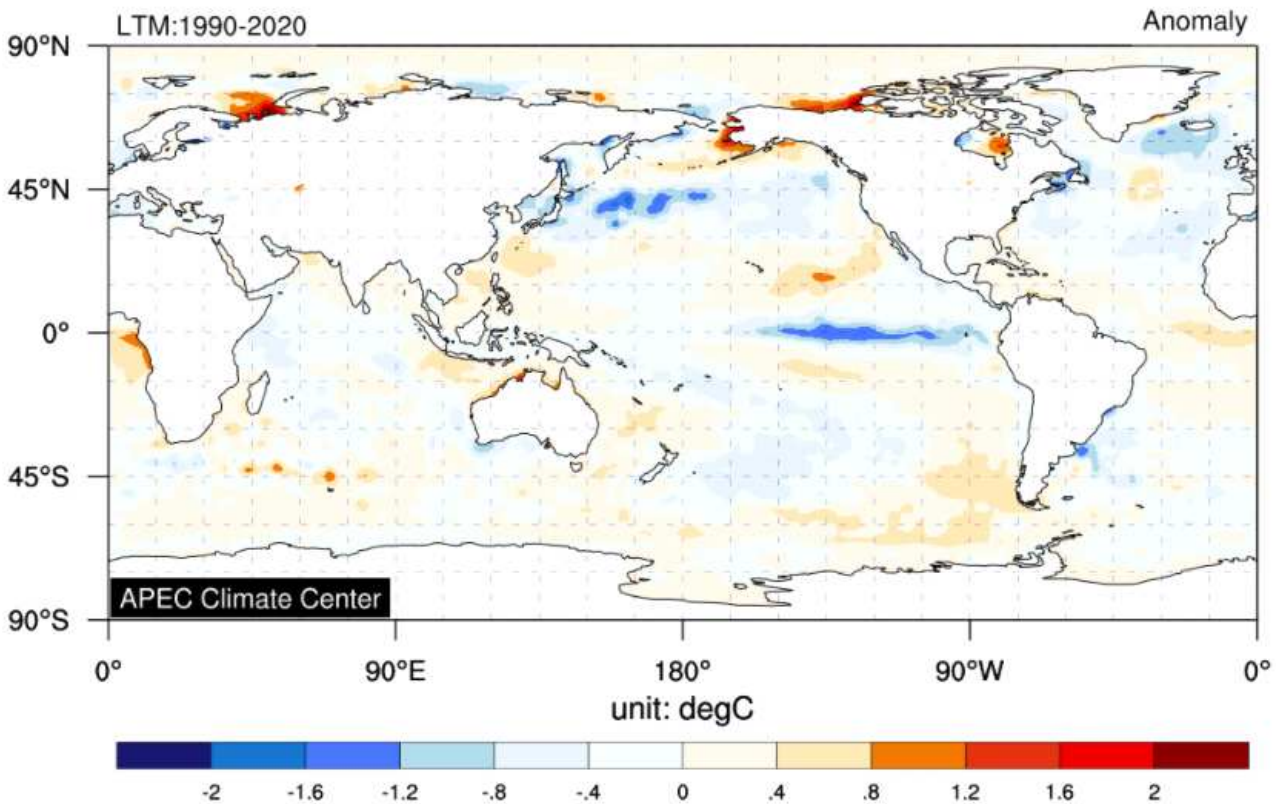 LTM:1990-2020
Anomaly
90°N
45°N
0°
45°S
90°S
APEC Climate Center
0° 90°E 180° 90°W 0°
unit: degC
-2 -1.6 -1.2 -.8 -.4 0 .4 .8 1.2 1.6 2